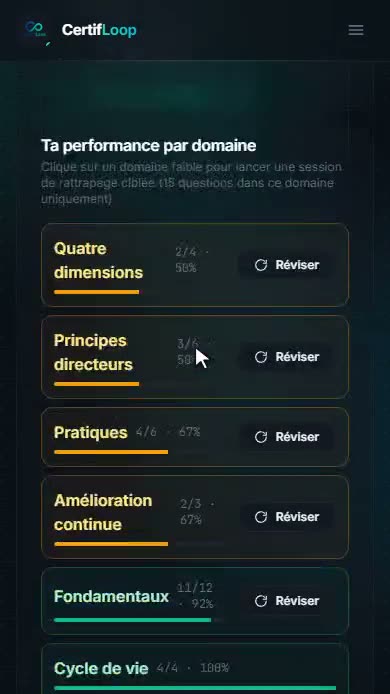 CertifLoop
Ta performance par domaine
Clique sur un domaine faible pour lancer une session
de rattrapage ciblée (15 questions dans ce domaine
uniquement)
Quatre
dimensions
2/4 ·
50%
Réviser
Principes
directeurs
3/6 ·
50%
Réviser
Pratiques 4/6 · 67%
Réviser
Amélioration
continue
2/3 ·
67%
Réviser
Fondamentaux
11/12
· 92%
Réviser
Cycle de vie 4/4 · 100%